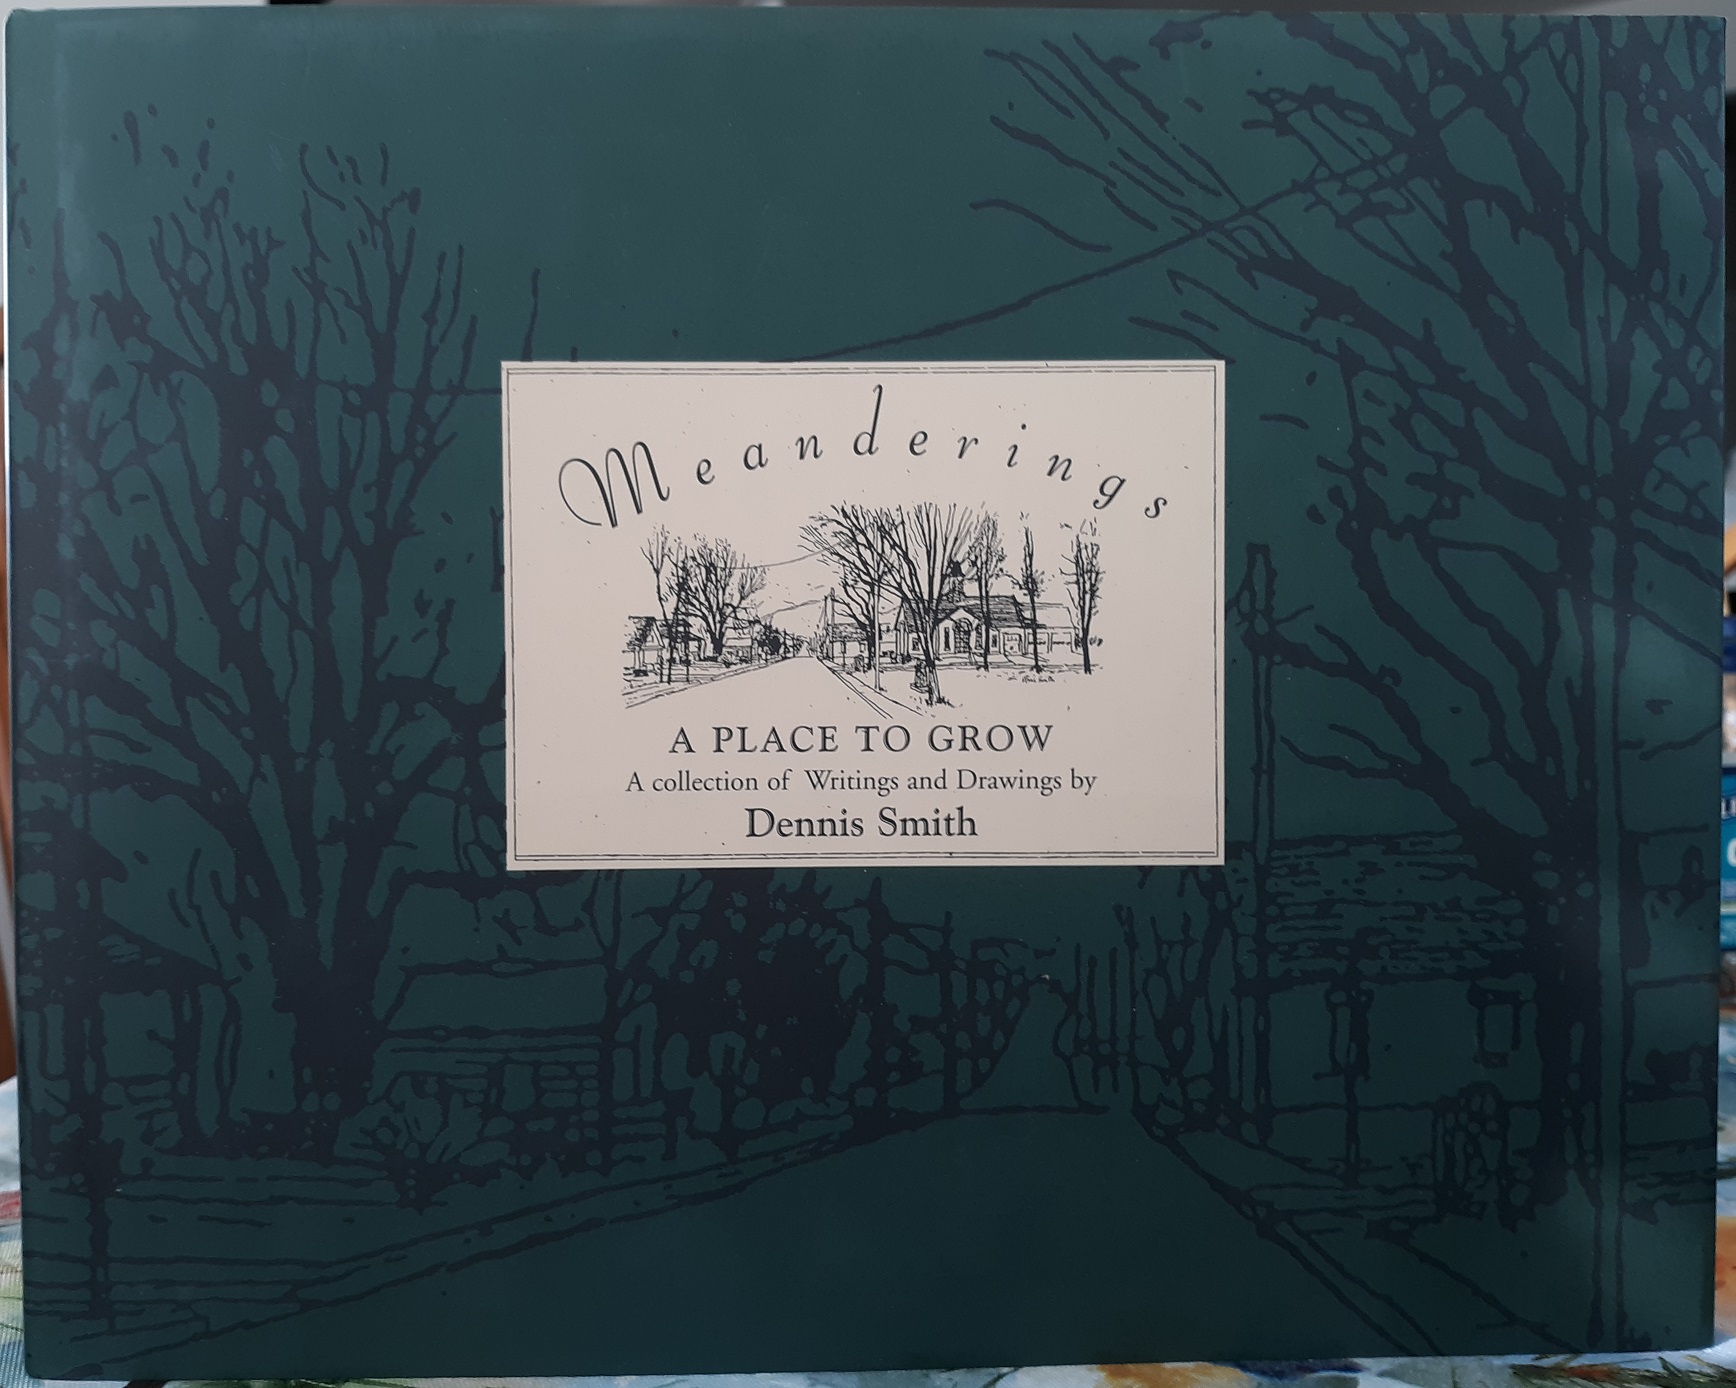 Meanderings
A PLACE TO GROW
A collection of Writings and Drawings by
Dennis Smith